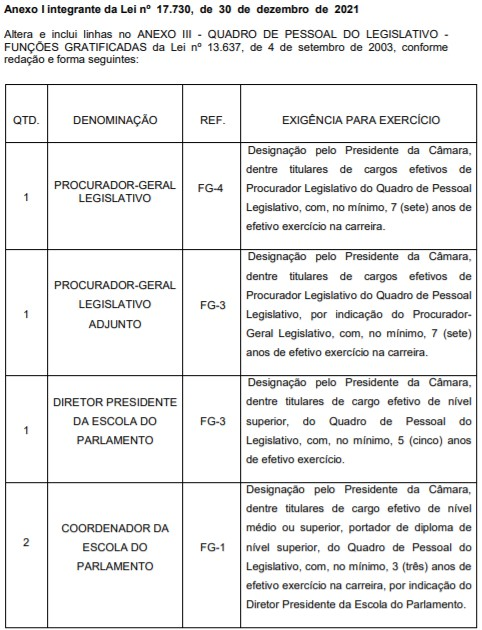 Anexo I integrante da Lei nº 17.730, de 30 de dezembro de 2021
Altera e inclui linhas no ANEXO III - QUADRO DE PESSOAL DO LEGISLATIVO -
FUNÇÕES GRATIFICADAS da Lei nº 13.637, de 4 de setembro de 2003, conforme
redação e forma seguintes:
QTD.
DENOMINAÇÃO
REF.
EXIGÊNCIA PARA EXERCÍCIO
1
PROCURADOR-GERAL
LEGISLATIVO
FG-4
Designação pelo Presidente da Câmara,
dentre titulares de cargos efetivos de
Procurador Legislativo do Quadro de Pessoal
Legislativo, com, no mínimo, 7 (sete) anos de
efetivo exercício na carreira.
1
PROCURADOR-GERAL
LEGISLATIVO
ADJUNTO
FG-3
Designação pelo Presidente da Câmara,
dentre titulares de cargos efetivos de
Procurador Legislativo do Quadro de Pessoal
Legislativo, por indicação do Procurador-
Geral Legislativo, com, no mínimo, 7 (sete)
anos de efetivo exercício na carreira.
1
DIRETOR PRESIDENTE
DA ESCOLA DO
PARLAMENTO
FG-3
Designação pelo Presidente da Câmara,
dentre titulares de cargo efetivo de nível
superior, do Quadro de Pessoal do
Legislativo, com, no mínimo, 5 (cinco) anos
de efetivo exercício.
2
COORDENADOR DA
ESCOLA DO
PARLAMENTO
FG-1
Designação pelo Presidente da Câmara,
dentre titulares de cargo efetivo de nível
médio ou superior, portador de diploma de
nível superior, do Quadro de Pessoal do
Legislativo, com, no mínimo, 3 (três) anos de
efetivo exercício na carreira, por indicação do
Diretor Presidente da Escola do Parlamento.